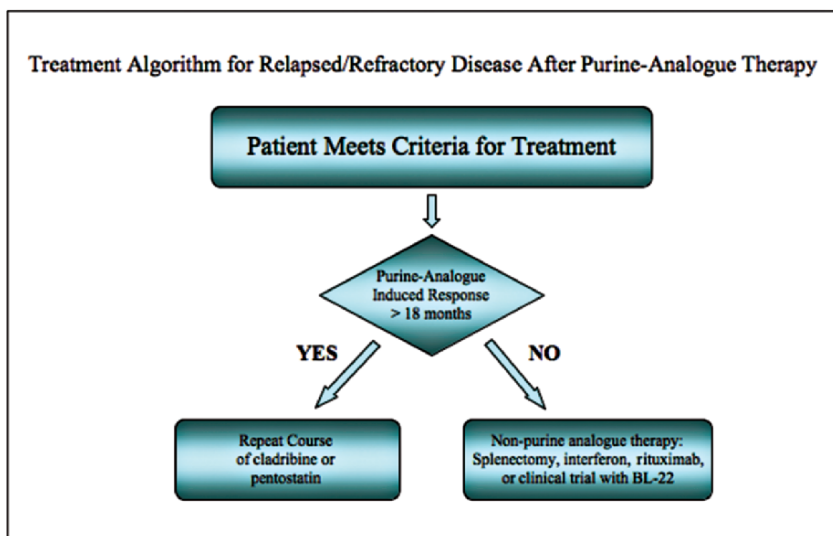 Treatment Algorithm for Relapsed/Refractory Disease After Purine-Analogue Therapy
Patient Meets Criteria for Treatment
Purine-Analogue
Induced Response
> 18 months
YES
NO
Repeat Course
of cladribine or
pentostatin
Non-purine analogue therapy:
Splenectomy, interferon, rituximab,
or clinical trial with BL-22